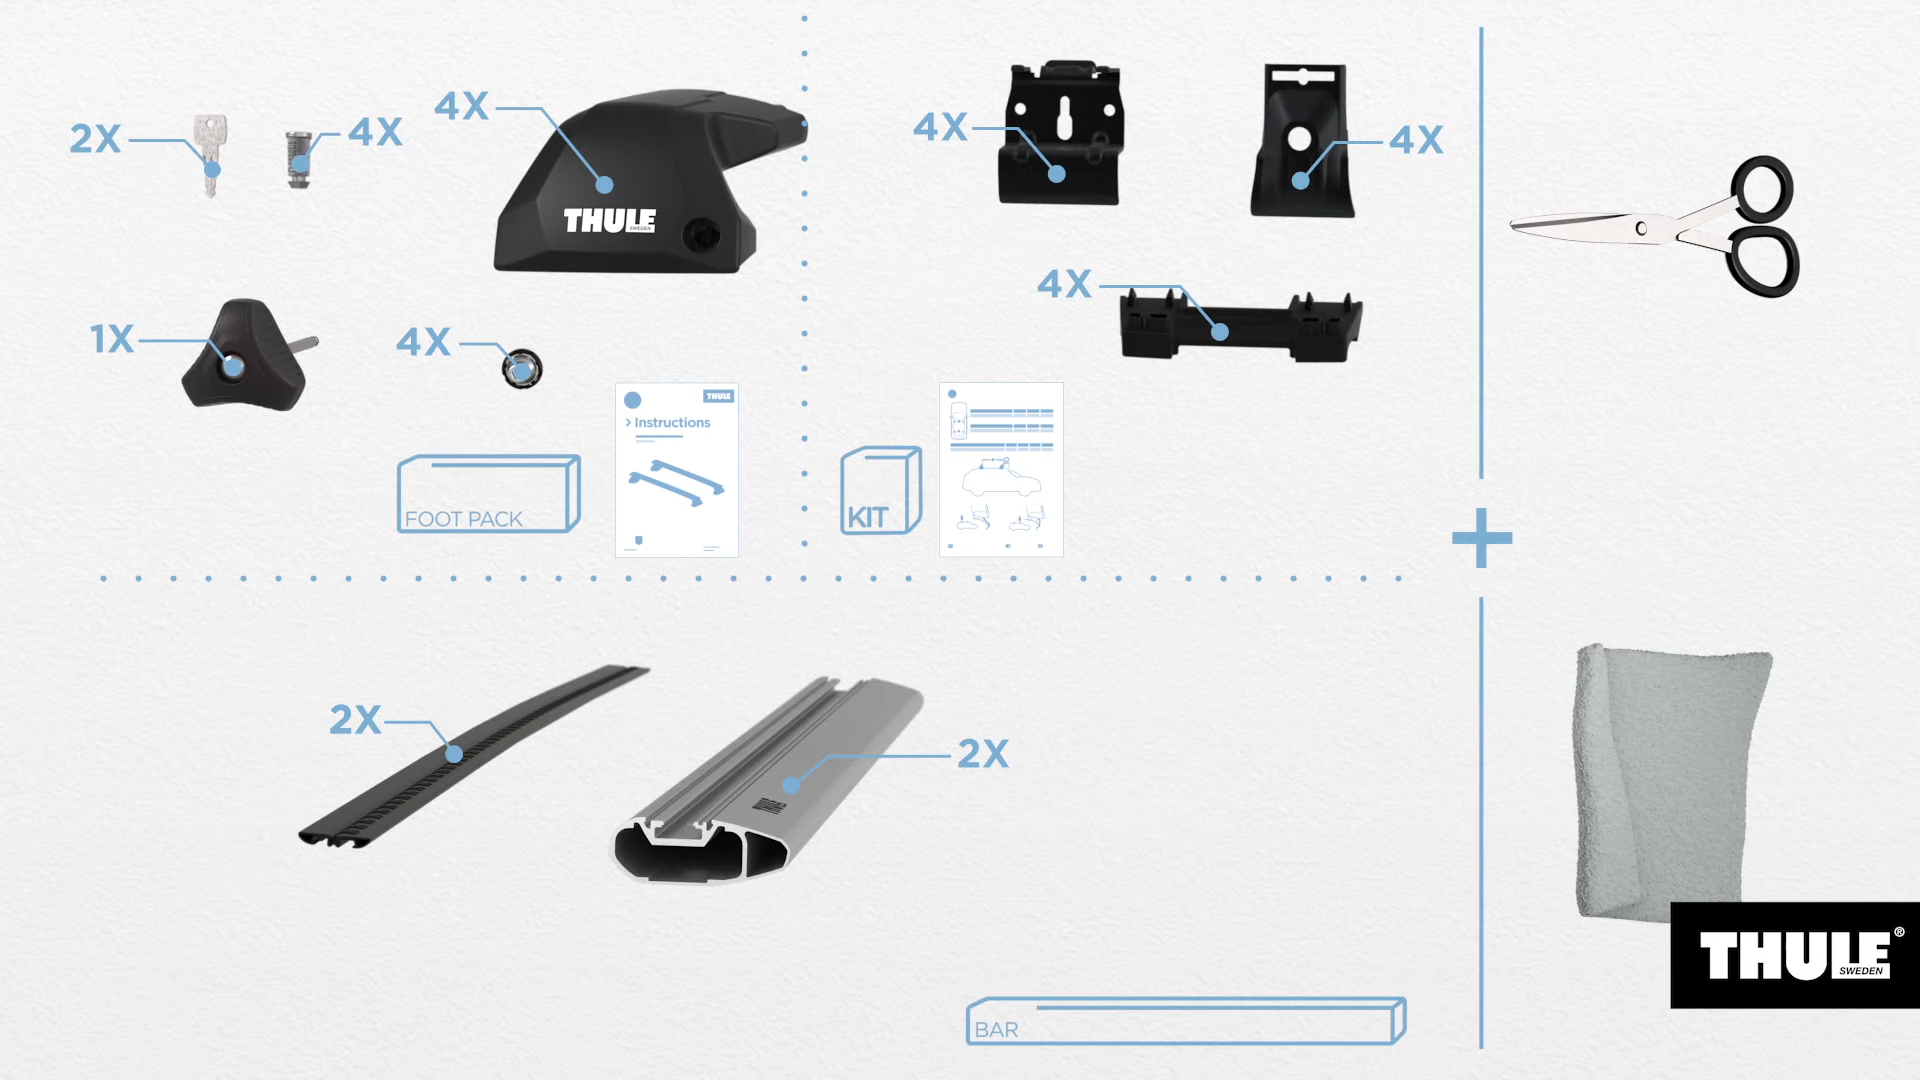 2X
4X
4X
THULE
SWEDEN
1X
4X
THULE
> Instructions
FOOT PACK
4X
4X
4X
KIT
+
2X
2X
BAR
THULE®
SWEDEN